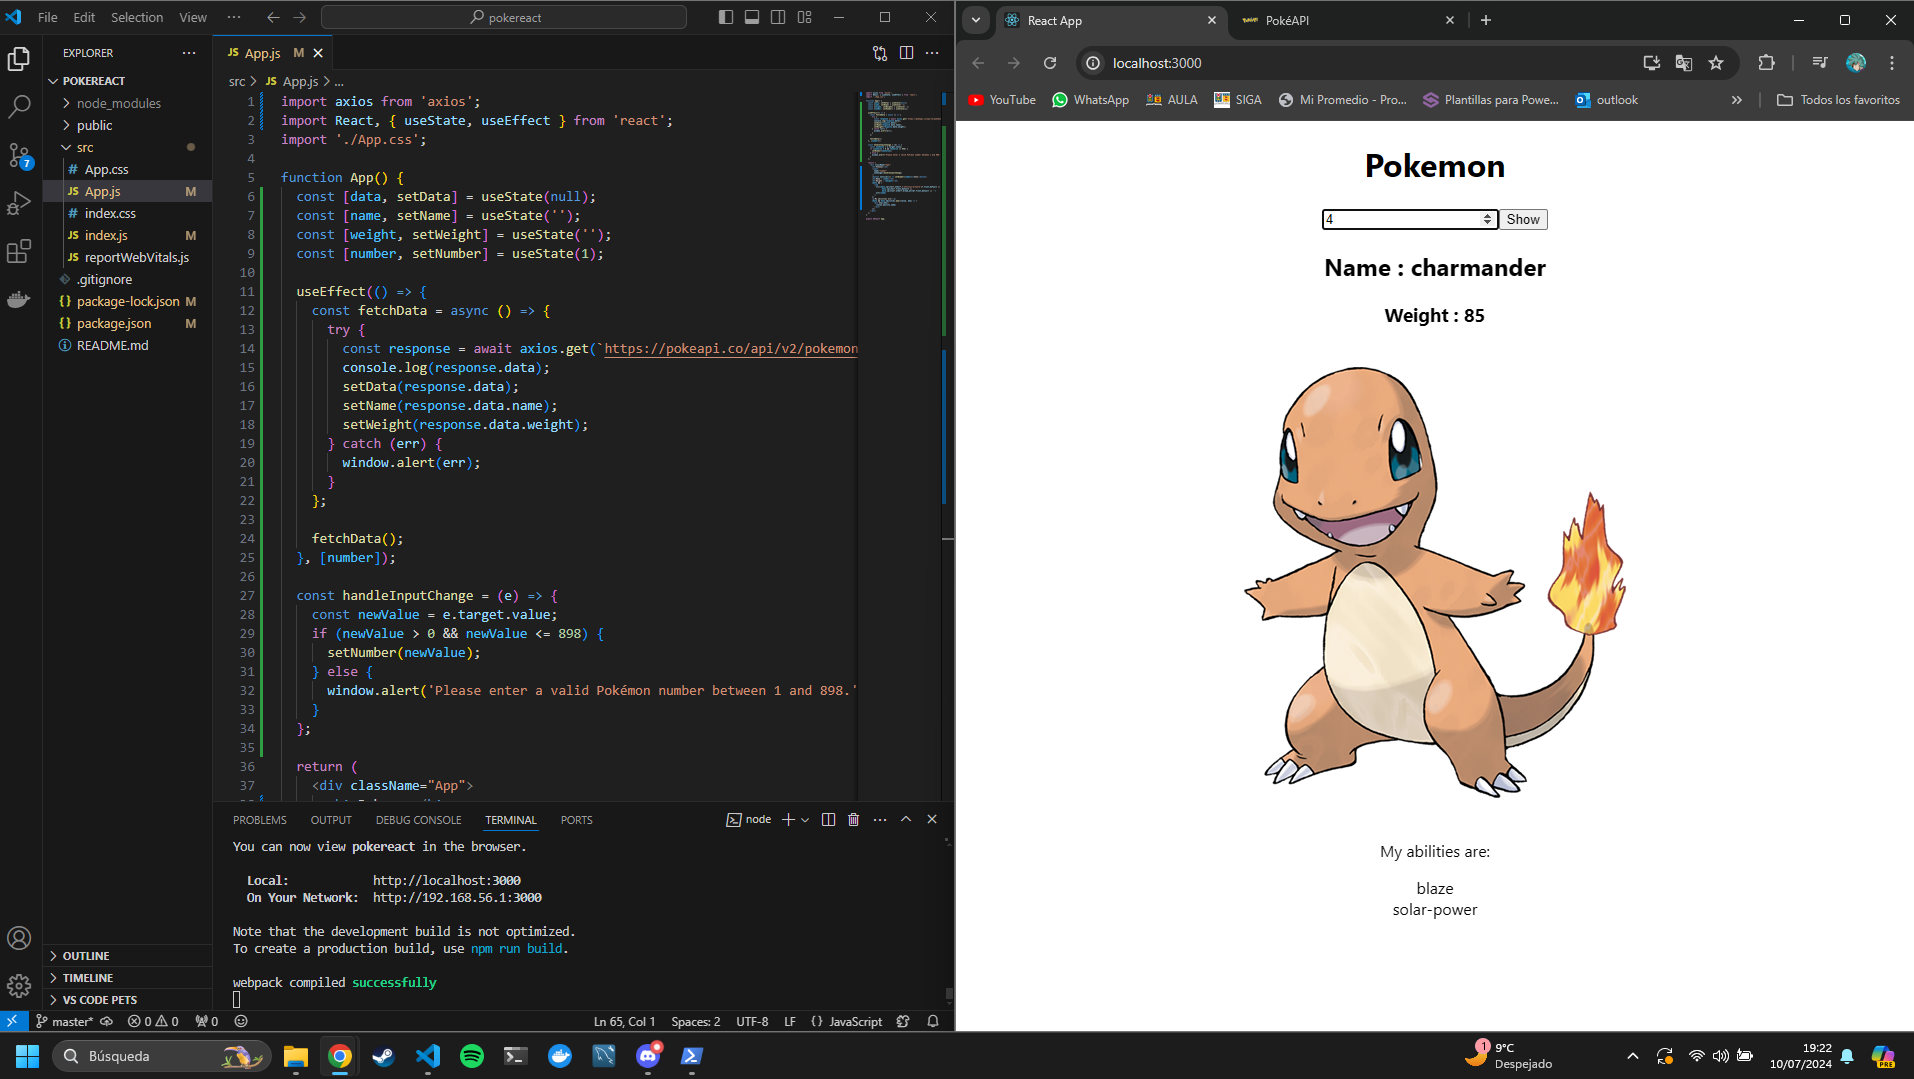 File Edit Selection View ··· pokereact
EXPLORER ···
POKEREACT
node_modules
public
src
# App.css
JS App.js M
# index.css
JS index.js M
JS reportWebVitals.js
.gitignore
{} package-lock.json M
{} package.json M
README.md
OUTLINE
TIMELINE
VS CODE PETS
7
JS App.js M
src > JS App.js > ...
1 import axios from 'axios';
2 import React, { useState, useEffect } from 'react';
3 import './App.css';
4
5 function App() {
6 const [data, setData] = useState(null);
7 const [name, setName] = useState('');
8 const [weight, setWeight] = useState('');
9 const [number, setNumber] = useState(1);
10
11 useEffect(() => {
12 const fetchData = async () => {
13 try {
14 const response = await axios.get(`https://pokeapi.co/api/v2/pokemon
15 console.log(response.data);
16 setData(response.data);
17 setName(response.data.name);
18 setWeight(response.data.weight);
19 } catch (err) {
20 window.alert(err);
21 }
22 };
23
24 fetchData();
25 }, [number]);
26
27 const handleInputChange = (e) => {
28 const newValue = e.target.value;
29 if (newValue > 0 && newValue <= 898) {
30 setNumber(newValue);
31 } else {
32 window.alert('Please enter a valid Pokémon number between 1 and 898.'
33 }
34 };
35
36 return (
37 <div className="App">
PROBLEMS OUTPUT DEBUG CONSOLE TERMINAL PORTS node
You can now view pokereact in the browser.
Local: http://localhost:3000
On Your Network: http://192.168.56.1:3000
Note that the development build is not optimized.
To create a production build, use npm run build.
webpack compiled successfully
master* 0 0 0 Ln 65, Col 1 Spaces: 2 UTF-8 LF {} JavaScript
React App PokéAPI
localhost:3000
YouTube WhatsApp AULA SIGA Mi Promedio - Pro... Plantillas para Powe... outlook Todos los favoritos
Pokemon
4 Show
Name : charmander
Weight : 85
My abilities are:
blaze
solar-power
Búsqueda
1 9°C
Despejado
19:22
10/07/2024
PRE